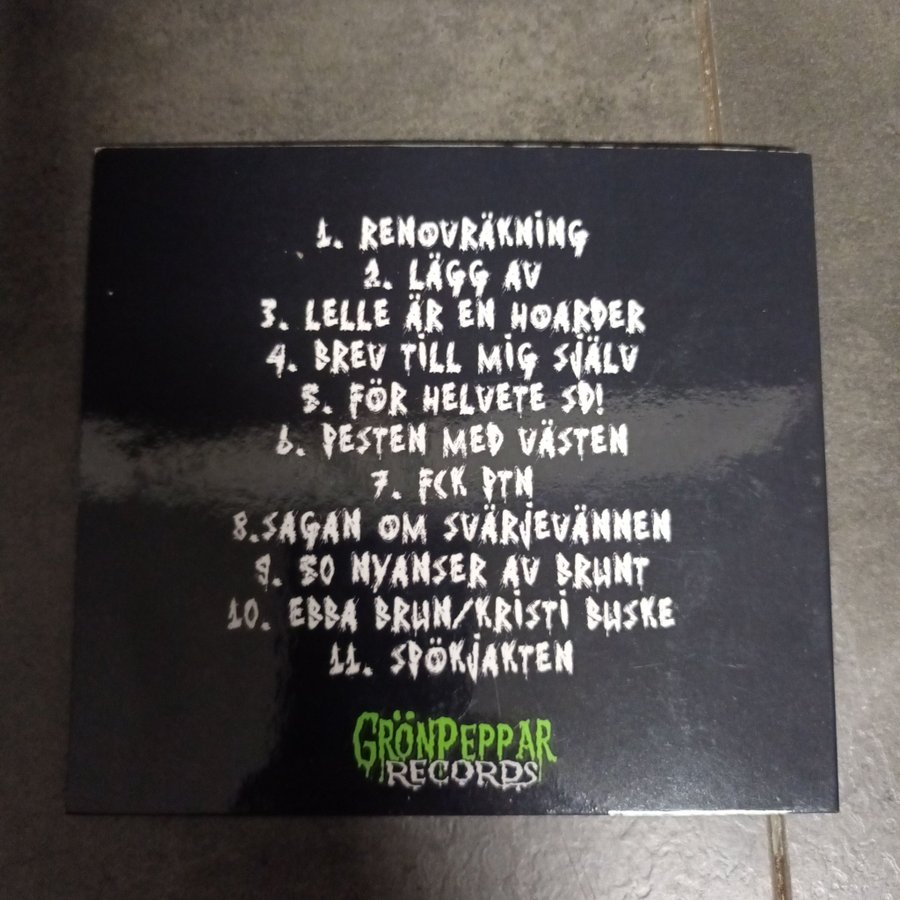 1. RENOVRÄKNING
2. LÄGG AV
3. LELLE ÄR EN HOARDER
4. BREV TILL MIG SJÄLV
5. FÖR HELVETE SD!
6. PESTEN MED VÄSTEN
7. FCK PTN
8.SAGAN OM SVÄRJEVÄNNEN
9. 50 NYANSER AV BRUNT
10. EBBA BRUN/KRISTI BUSKE
11. SPÖKJAKTEN
GRÖNPEPPAR
RECORDS